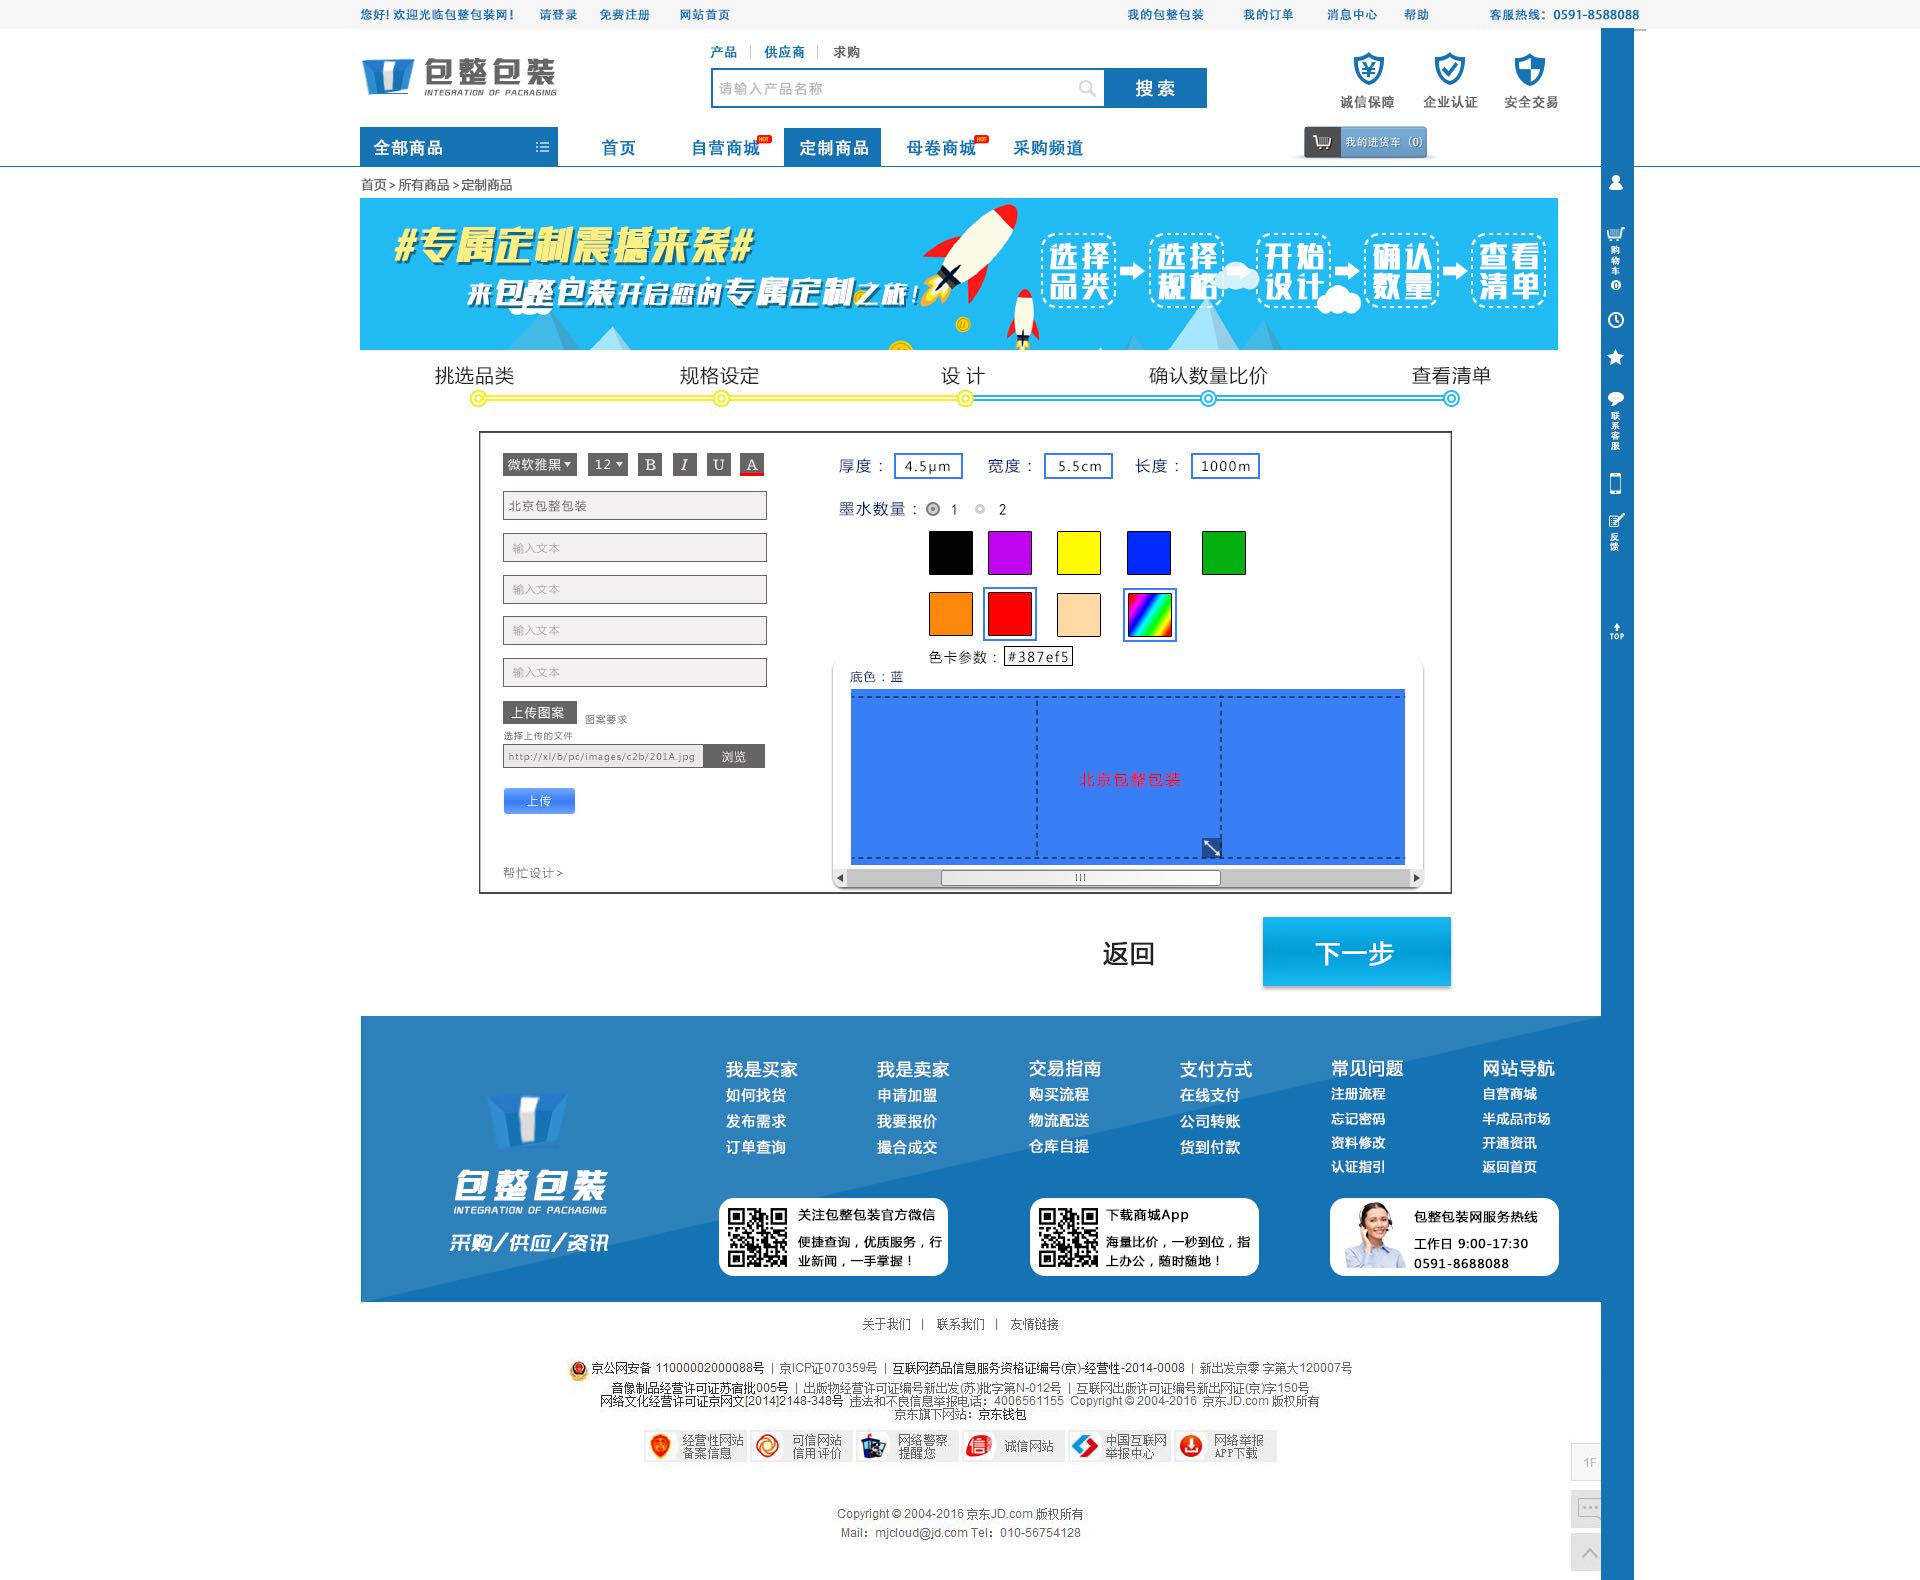 您好! 欢迎光临包整包装网! 请登录 免费注册 网站首页 我的包整包装 我的订单 消息中心 帮助 客服热线: 0591-8588088
产品 | 供应商 | 求购
包整包装
INTEGRATION OF PACKAGING
请输入产品名称 搜索
诚信保障 企业认证 安全交易
全部商品 首页 自营商城 HOT 定制商品 母卷商城 HOT 采购频道 我的进货车 (0)
首页 > 所有商品 > 定制商品
#专属定制震撼来袭#
来包整包装开启您的专属定制之旅!
选择品类 选择规格 开始设计 确认数量 查看清单
购物车 0
联系客服
反馈
TOP
挑选品类 规格设定 设 计 确认数量比价 查看清单
微软雅黑 12 B I U A
北京包整包装
输入文本
输入文本
输入文本
输入文本
上传图案 图案要求
选择上传的文件
http://xl/b/pc/images/c2b/201A.jpg 浏览
上传
帮忙设计>
厚度 : 4.5μm 宽度 : 5.5cm 长度 : 1000m
墨水数量 : 1 2
色卡参数 : #387ef5
底色 : 蓝
北京包整包装
返回 下一步
包整包装
INTEGRATION OF PACKAGING
采购/供应/资讯
我是买家
如何找货
发布需求
订单查询
我是卖家
申请加盟
我要报价
撮合成交
交易指南
购买流程
物流配送
仓库自提
支付方式
在线支付
公司转账
货到付款
常见问题
注册流程
忘记密码
资料修改
认证指引
网站导航
自营商城
半成品市场
开通资讯
返回首页
关注包整包装官方微信
便捷查询，优质服务，行
业新闻，一手掌握！
下载商城App
海量比价，一秒到位，指
上办公，随时随地！
包整包装网服务热线
工作日 9:00-17:30
0591-8688088
关于我们 | 联系我们 | 友情链接
京公网安备 11000002000088号 | 京ICP证070359号 | 互联网药品信息服务资格证编号(京)-经营性-2014-0008 | 新出发京零 字第大120007号
音像制品经营许可证苏宿批005号 | 出版物经营许可证编号新出发(苏)批字第N-012号 | 互联网出版许可证编号新出网证(京)字150号
网络文化经营许可证京网文[2014]2148-348号 违法和不良信息举报电话：4006561155 Copyright © 2004-2016 京东JD.com 版权所有
京东旗下网站：京东钱包
经营性网站
备案信息
可信网站
信用评价
网络警察
提醒您
诚信网站
中国互联网
举报中心
网络举报
APP下载
1F
Copyright © 2004-2016 京东JD.com 版权所有
Mail：mjcloud@jd.com Tel：010-56754128